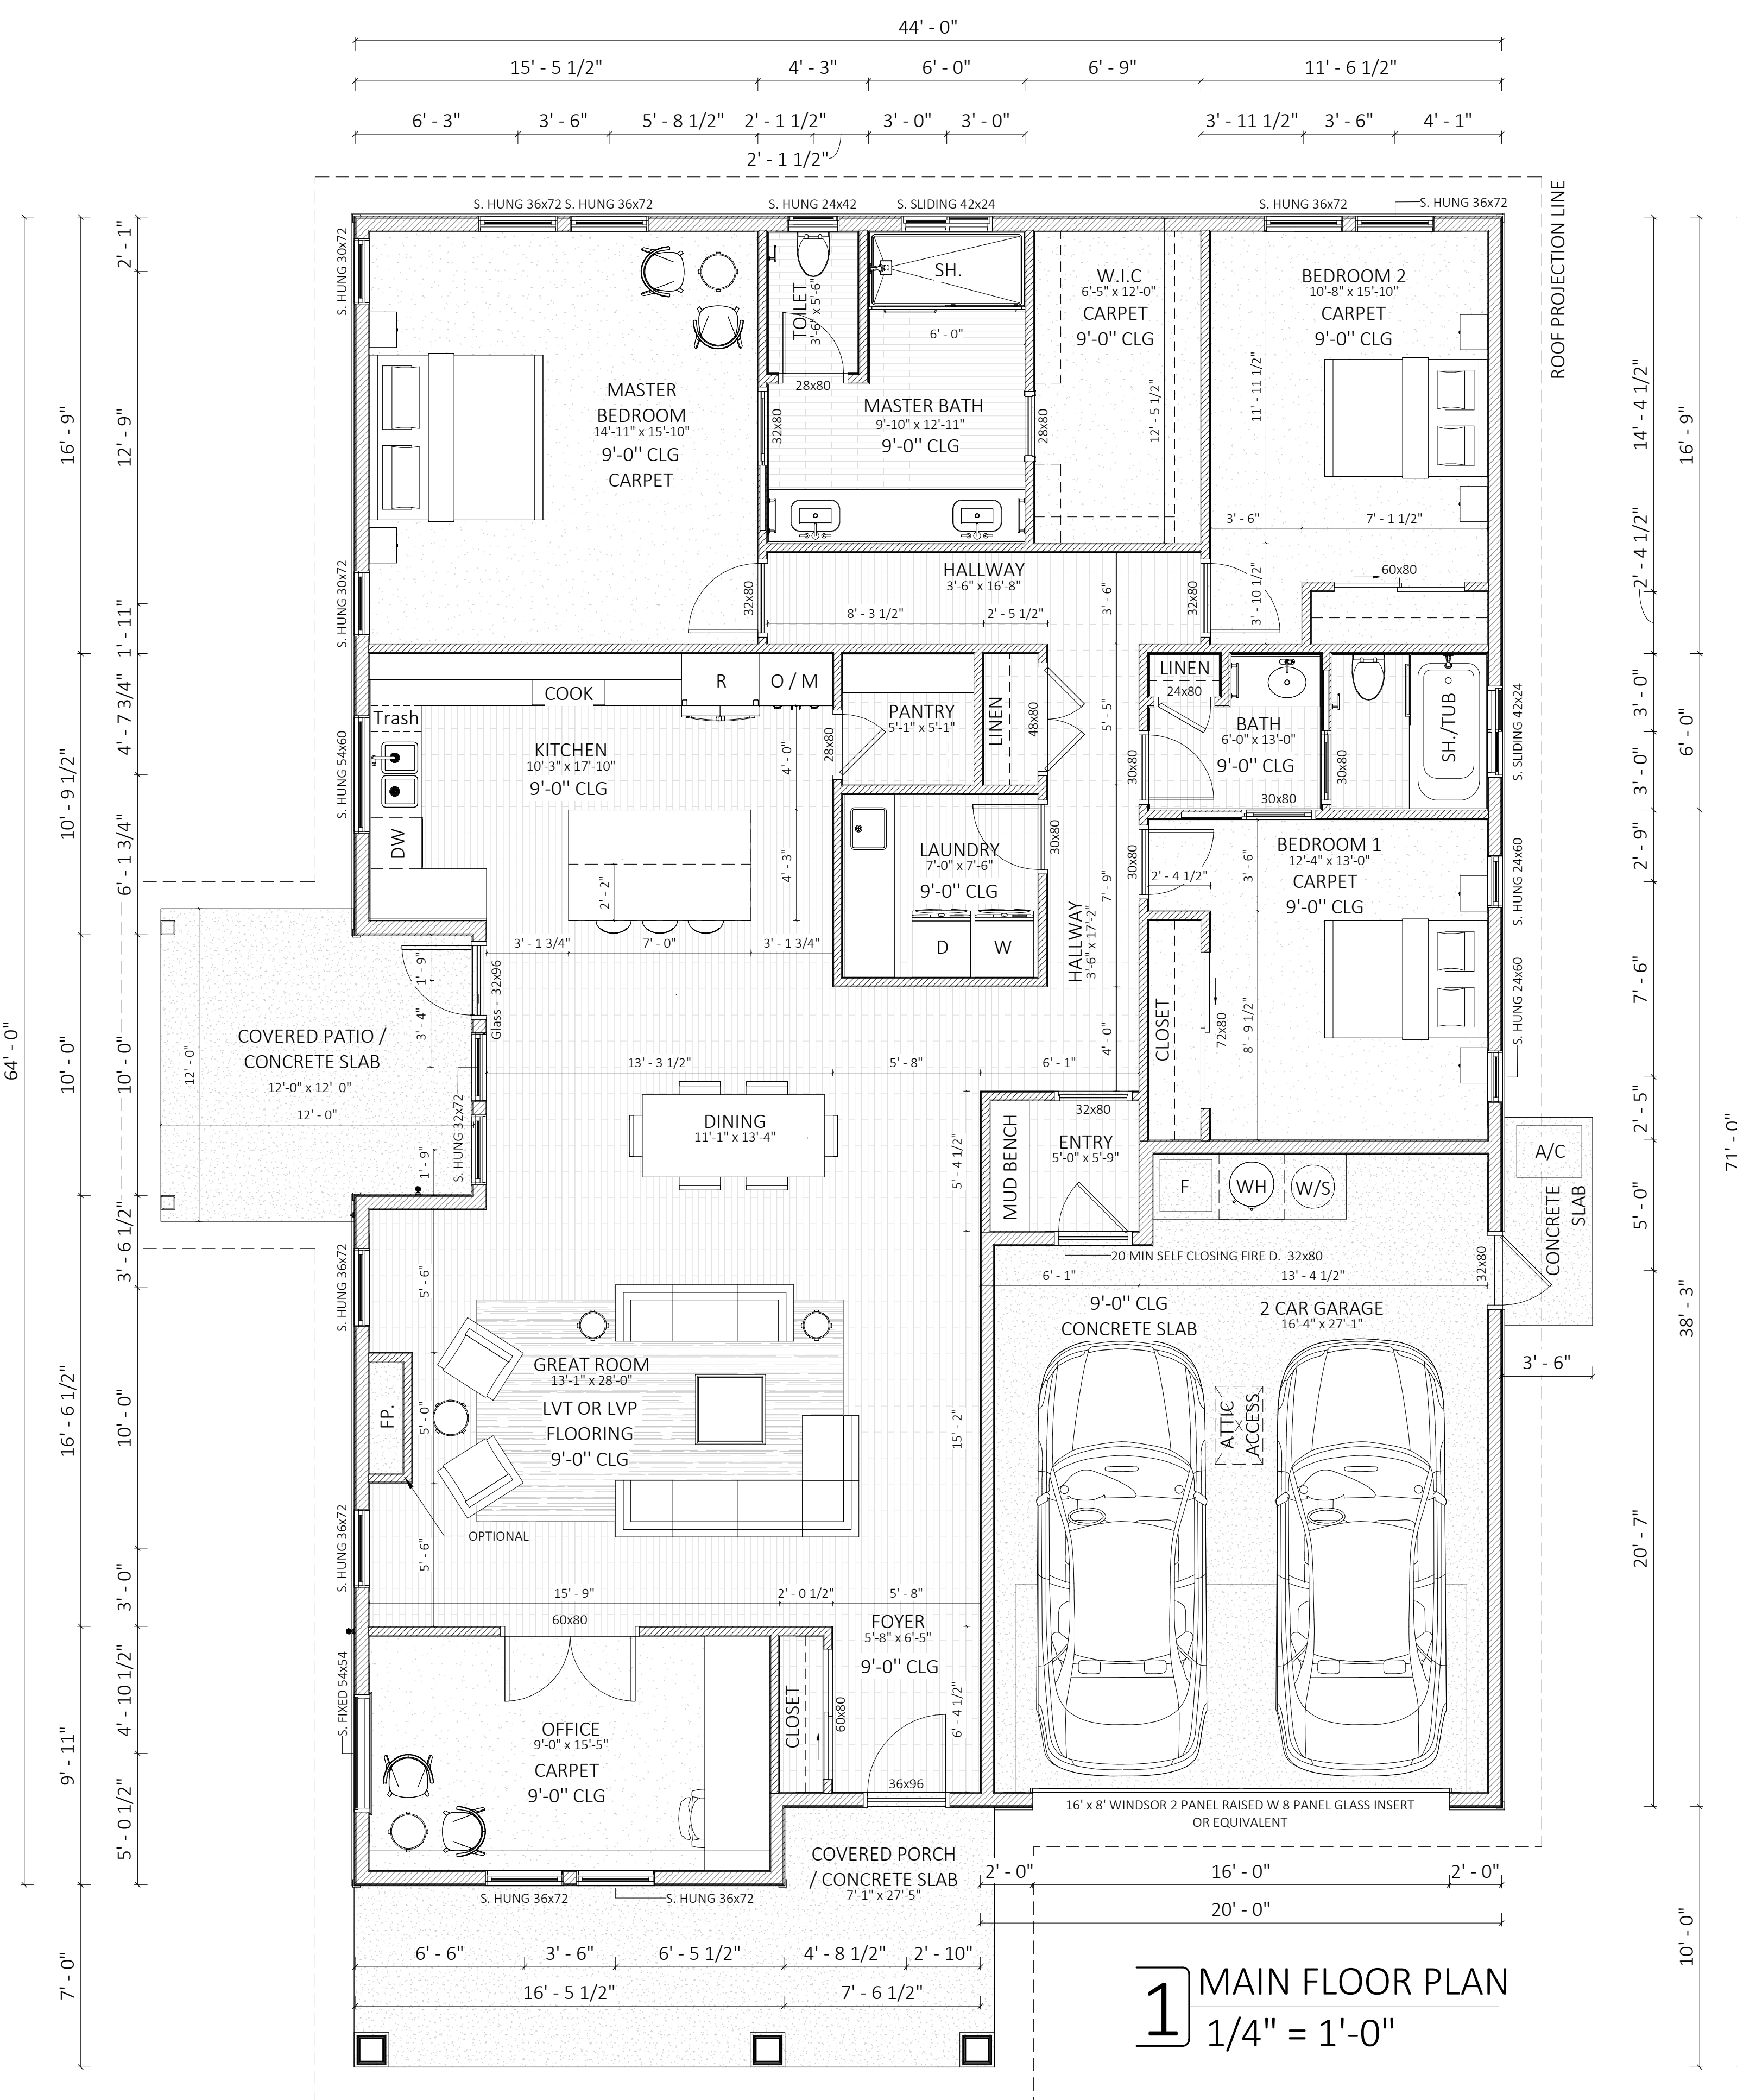 44' - 0"
15' - 5 1/2"
4' - 3"
6' - 0"
6' - 9"
11' - 6 1/2"
6' - 3"
3' - 6"
5' - 8 1/2"
2' - 1 1/2"
3' - 0"
3' - 0"
3' - 11 1/2"
3' - 6"
4' - 1"
2' - 1 1/2"
ROOF PROJECTION LINE
S. HUNG 36x72
S. HUNG 36x72
S. HUNG 24x42
S. SLIDING 42x24
S. HUNG 36x72
S. HUNG 36x72
64' - 0"
16' - 9"
10' - 9 1/2"
10' - 0"
16' - 6 1/2"
9' - 11"
7' - 0"
2' - 1"
12' - 9"
1' - 11"
4' - 7 3/4"
6' - 1 3/4"
10' - 0"
3' - 6 1/2"
10' - 0"
3' - 0"
4' - 10 1/2"
5' - 0 1/2"
S. HUNG 30x72
S. HUNG 30x72
S. HUNG 54x60
S. HUNG 36x72
S. HUNG 36x72
S. FIXED 54x54
MASTER
BEDROOM
14'-11" x 15'-10"
9'-0" CLG
CARPET
32x80
TOILET
3'-6" x 5'-6"
28x80
SH.
6' - 0"
MASTER BATH
9'-10" x 12'-11"
9'-0" CLG
32x80
28x80
W.I.C
6'-5" x 12'-0"
CARPET
9'-0" CLG
12' - 5 1/2"
BEDROOM 2
10'-8" x 15'-10"
CARPET
9'-0" CLG
11' - 11 1/2"
3' - 6"
7' - 1 1/2"
3' - 10 1/2"
60x80
32x80
HALLWAY
3'-6" x 16'-8"
8' - 3 1/2"
2' - 5 1/2"
3' - 6"
COOK
R
O / M
Trash
DW
KITCHEN
10'-3" x 17'-10"
9'-0" CLG
4' - 0"
4' - 3"
2' - 2"
3' - 1 3/4"
7' - 0"
3' - 1 3/4"
28x80
PANTRY
5'-1" x 5'-1"
LINEN
48x80
5' - 5"
LAUNDRY
7'-0" x 7'-6"
9'-0" CLG
30x80
D
W
7' - 9"
HALLWAY
3'-6" x 17'-2"
4' - 0"
LINEN
24x80
BATH
6'-0" x 13'-0"
9'-0" CLG
30x80
30x80
30x80
SH./TUB
S. SLIDING 42x24
BEDROOM 1
12'-4" x 13'-0"
CARPET
9'-0" CLG
30x80
2' - 4 1/2"
3' - 6"
8' - 9 1/2"
CLOSET
72x80
S. HUNG 24x60
S. HUNG 24x60
COVERED PATIO /
CONCRETE SLAB
12'-0" x 12' 0"
12' - 0"
12' - 0"
1' - 9"
3' - 4"
1' - 9"
Glass - 32x96
S. HUNG 32x72
13' - 3 1/2"
5' - 8"
6' - 1"
DINING
11'-1" x 13'-4"
5' - 4 1/2"
MUD BENCH
32x80
ENTRY
5'-0" x 5'-9"
F
WH
W/S
A/C
CONCRETE
SLAB
32x80
20 MIN SELF CLOSING FIRE D. 32x80
6' - 1"
13' - 4 1/2"
9'-0" CLG
CONCRETE SLAB
2 CAR GARAGE
16'-4" x 27'-1"
3' - 6"
ATTIC
ACCESS
5' - 6"
5' - 0"
5' - 6"
FP.
OPTIONAL
GREAT ROOM
13'-1" x 28'-0"
LVT OR LVP
FLOORING
9'-0" CLG
15' - 2"
15' - 9"
2' - 0 1/2"
5' - 8"
60x80
FOYER
5'-8" x 6'-5"
9'-0" CLG
6' - 4 1/2"
CLOSET
60x80
36x96
OFFICE
9'-0" x 15'-5"
CARPET
9'-0" CLG
16' x 8' WINDSOR 2 PANEL RAISED W 8 PANEL GLASS INSERT
OR EQUIVALENT
COVERED PORCH
/ CONCRETE SLAB
7'-1" x 27'-5"
S. HUNG 36x72
S. HUNG 36x72
2' - 0"
16' - 0"
2' - 0"
20' - 0"
6' - 6"
3' - 6"
6' - 5 1/2"
4' - 8 1/2"
2' - 10"
16' - 5 1/2"
7' - 6 1/2"
14' - 4 1/2"
2' - 4 1/2"
3' - 0"
3' - 0"
2' - 9"
7' - 6"
2' - 5"
5' - 0"
20' - 7"
16' - 9"
6' - 0"
38' - 3"
10' - 0"
71' - 0"
1
MAIN FLOOR PLAN
1/4" = 1'-0"